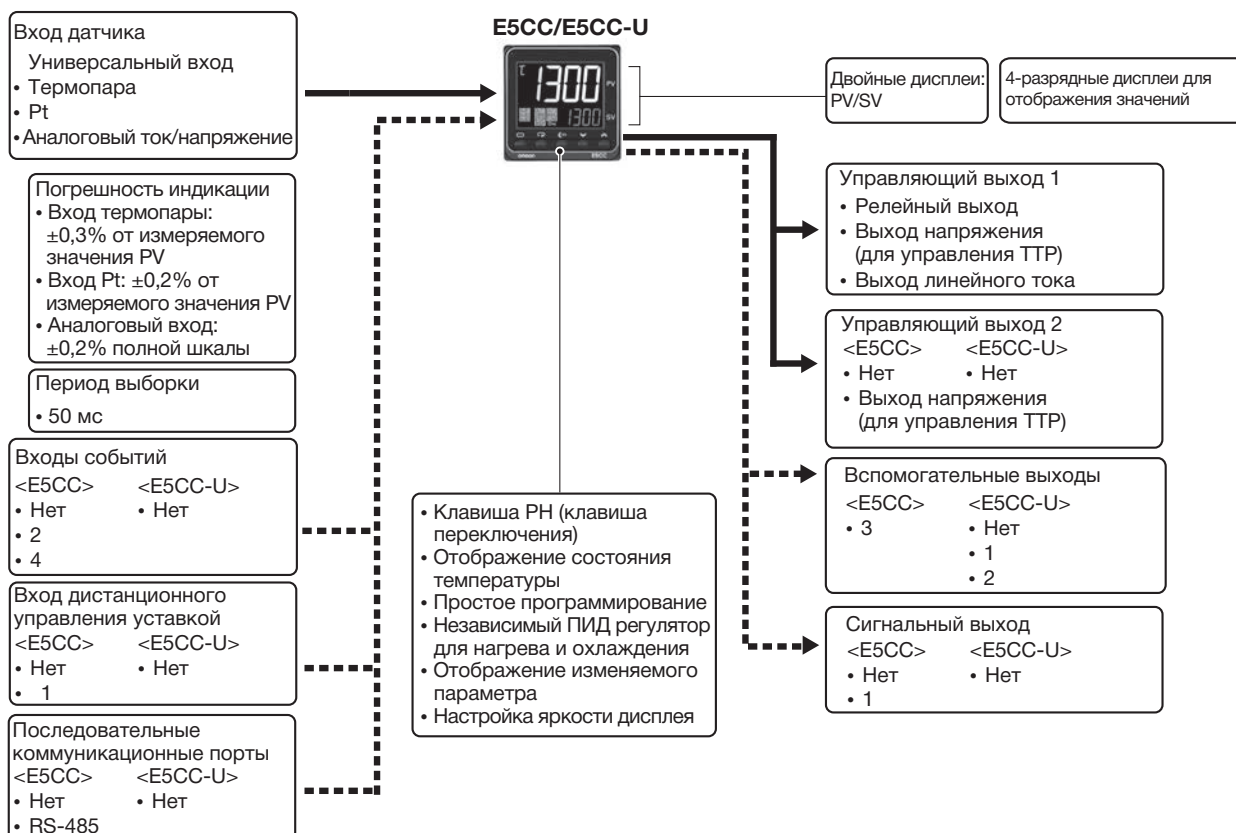 E5CC/E5CC-U
Вход датчика
Универсальный вход
• Термопара
• Pt
• Аналоговый ток/напряжение
Погрешность индикации
• Вход термопары:
±0,3% от измеряемого
значения PV
• Вход Pt: ±0,2% от
измеряемого значения PV
• Аналоговый вход:
±0,2% полной шкалы
Период выборки
• 50 мс
Входы событий
<E5CC> <E5CC-U>
• Нет • Нет
• 2
• 4
Вход дистанционного
управления уставкой
<E5CC> <E5CC-U>
• Нет • Нет
• 1
Последовательные
коммуникационные порты
<E5CC> <E5CC-U>
• Нет • Нет
• RS-485
1300
PV
1300
SV
omron E5CC
• Клавиша PH (клавиша
переключения)
• Отображение состояния
температуры
• Простое программирование
• Независимый ПИД регулятор
для нагрева и охлаждения
• Отображение изменяемого
параметра
• Настройка яркости дисплея
Двойные дисплеи:
PV/SV
4-разрядные дисплеи для
отображения значений
Управляющий выход 1
• Релейный выход
• Выход напряжения
(для управления ТТР)
• Выход линейного тока
Управляющий выход 2
<E5CC> <E5CC-U>
• Нет • Нет
• Выход напряжения
(для управления ТТР)
Вспомогательные выходы
<E5CC> <E5CC-U>
• 3 • Нет
• 1
• 2
Сигнальный выход
<E5CC> <E5CC-U>
• Нет • Нет
• 1